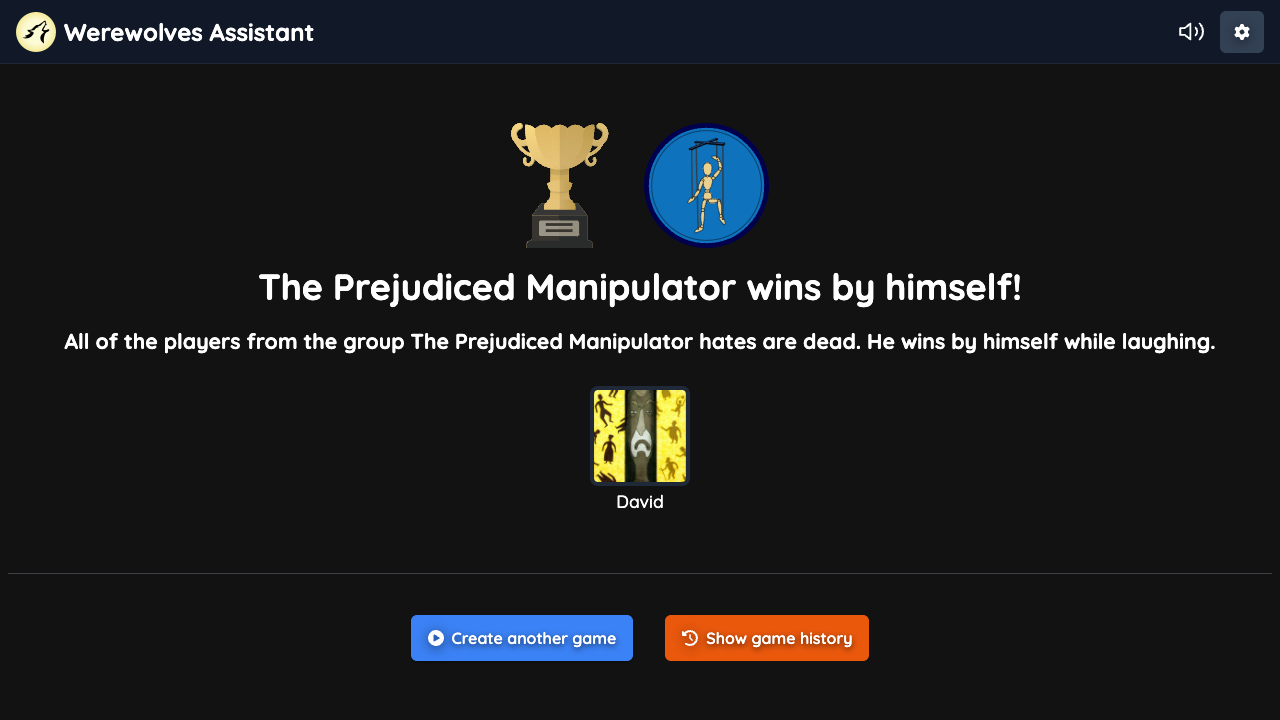 Werewolves Assistant
The Prejudiced Manipulator wins by himself!
All of the players from the group The Prejudiced Manipulator hates are dead. He wins by himself while laughing.
David
Create another game
Show game history